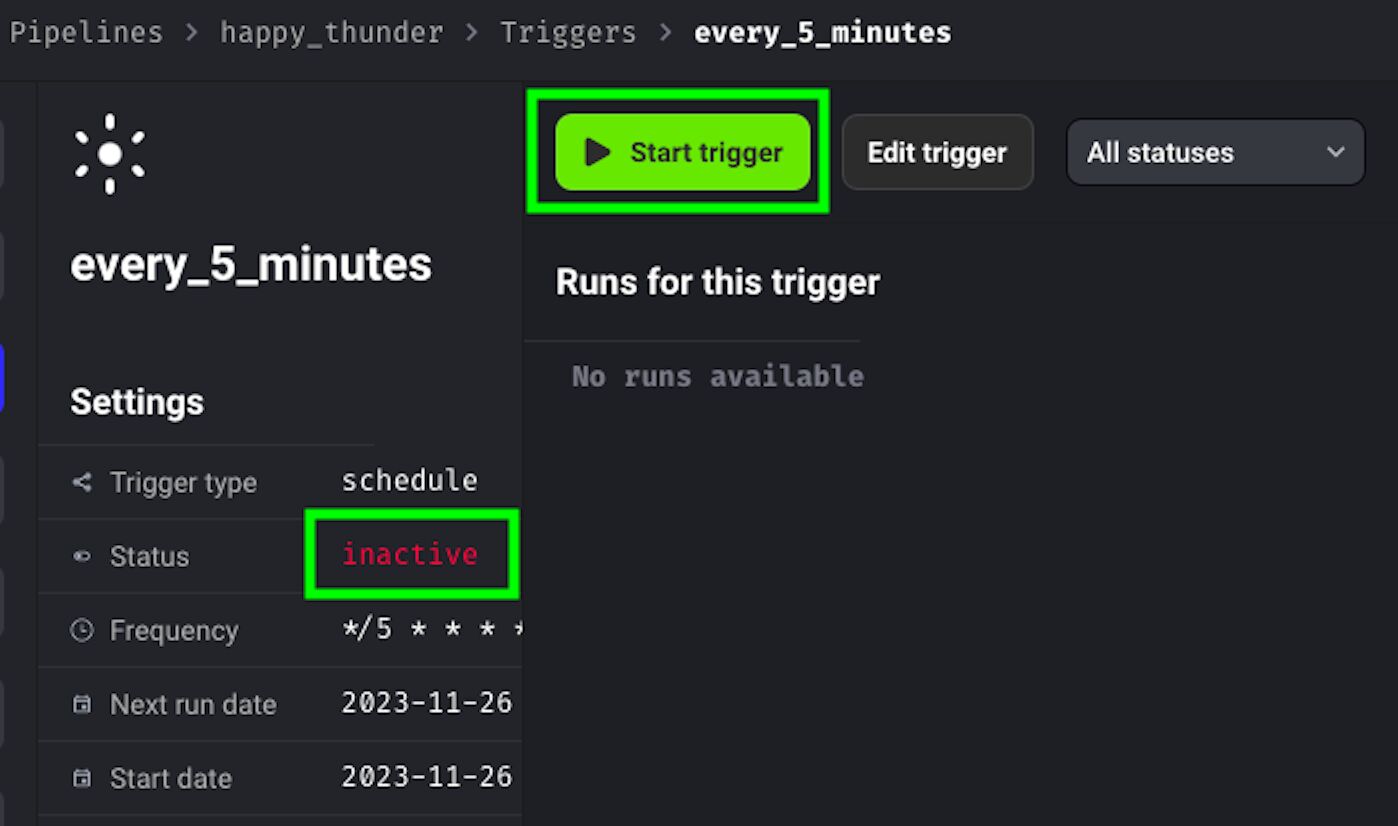 Pipelines > happy_thunder > Triggers > every_5_minutes
Start trigger
Edit trigger
All statuses
every_5_minutes
Runs for this trigger
No runs available
Settings
Trigger type schedule
Status inactive
Frequency */5 * * * *
Next run date 2023-11-26
Start date 2023-11-26